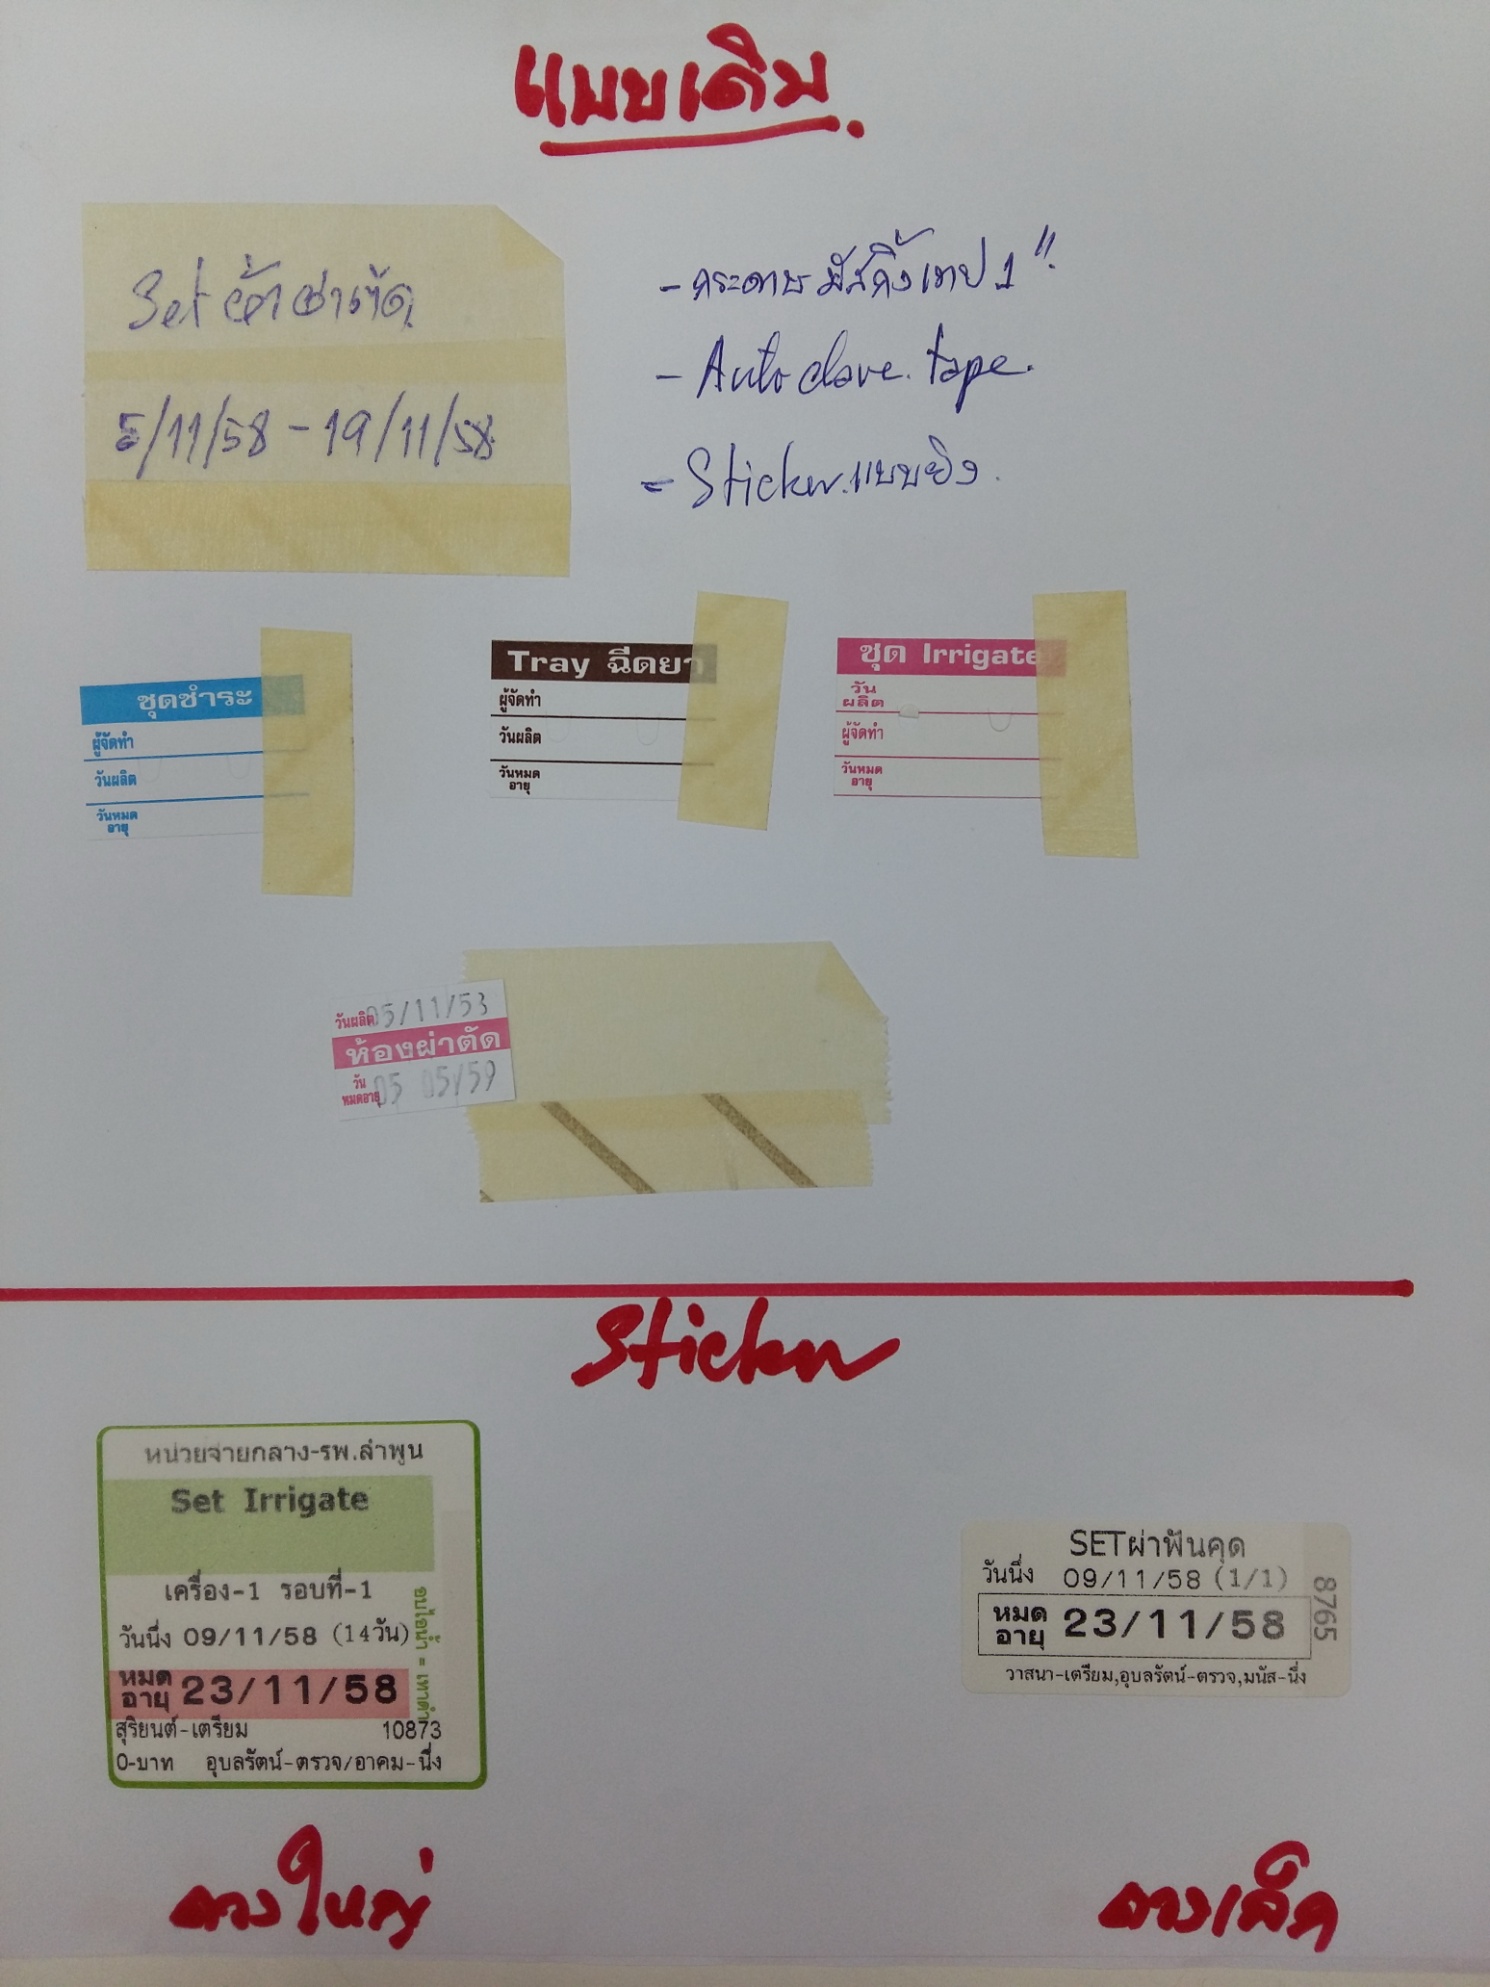 แบบเดิม
Set ผ้าผ่าตัด
5/11/58 - 19/11/58
- กระดาษมัสกิ้งเทป 1"
- Autoclave tape.
- Sticker แบบยิง.
ชุดชำระ
ผู้จัดทำ
วันผลิต
วันหมด
อายุ
Tray ฉีดยา
ผู้จัดทำ
วันผลิต
วันหมด
อายุ
ชุด Irrigate
วัน
ผลิต
ผู้จัดทำ
วันหมด
อายุ
วันผลิต 05/11/53
ห้องผ่าตัด
วัน
หมดอายุ 05 05/59
Sticker
หน่วยจ่ายกลาง-รพ.ลำพูน
Set Irrigate
เครื่อง-1 รอบที่-1
วันนึ่ง 09/11/58 (14วัน)
หมด
อายุ 23/11/58
สุริยนต์-เตรียม 10873
0-บาท อุบลรัตน์-ตรวจ/อาคม-นึ่ง
อบไอน้ำ = เทาดำ
SETผ่าฟันคุด
วันนึ่ง 09/11/58 (1/1)
หมด
อายุ 23/11/58
วาสนา-เตรียม,อุบลรัตน์-ตรวจ,มนัส-นึ่ง
8765
ดวงใหญ่
ดวงเล็ก